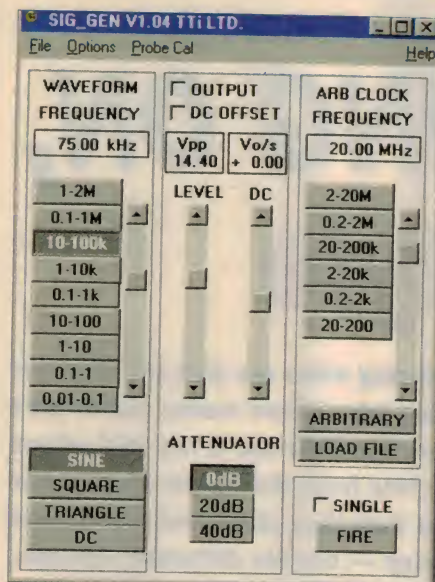 SIG_GEN V1.04 TTi LTD.
File Options Probe Cal Help
WAVEFORM
FREQUENCY
75 00 kHz
1-2M
0.1-1M
10-100k
1-10k
0.1-1k
10-100
1-10
0.1-1
0.01-0.1
SINE
SQUARE
TRIANGLE
DC
OUTPUT
DC OFFSET
Vpp
14.40
Vo/s
+ 0.00
LEVEL DC
ATTENUATOR
0dB
20dB
40dB
ARB CLOCK
FREQUENCY
20.00 MHz
2-20M
0.2-2M
20-200k
2-20k
0.2-2k
20-200
ARBITRARY
LOAD FILE
SINGLE
FIRE